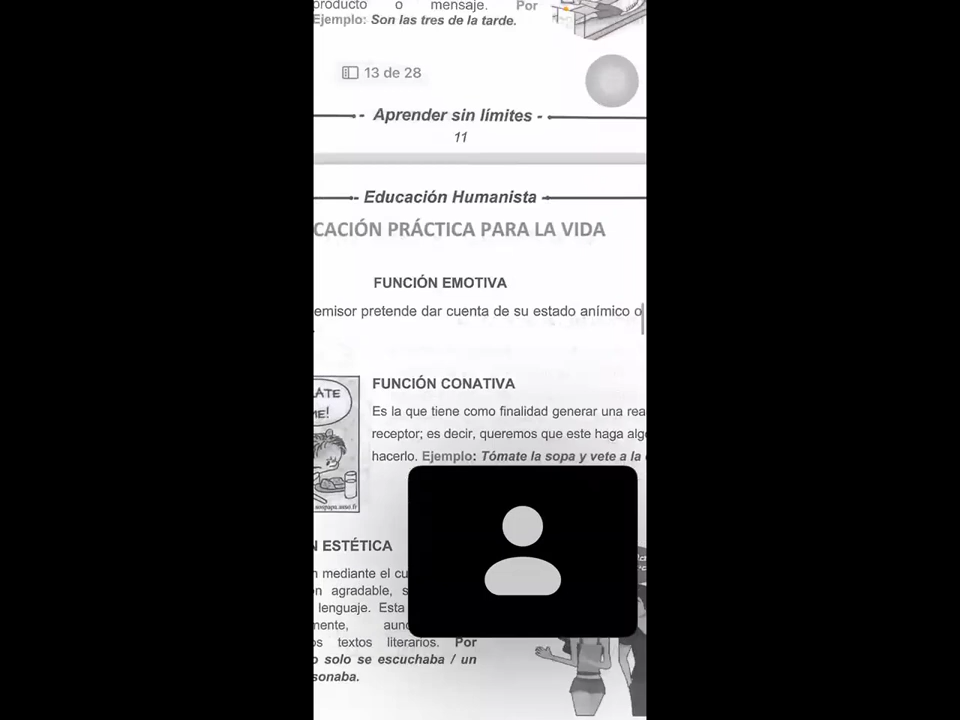 producto o mensaje. Por
Ejemplo: Son las tres de la tarde.
13 de 28
- Aprender sin límites -
11
- Educación Humanista
CACIÓN PRÁCTICA PARA LA VIDA
FUNCIÓN EMOTIVA
emisor pretende dar cuenta de su estado anímico o
FUNCIÓN CONATIVA
Es la que tiene como finalidad generar una rea
receptor; es decir, queremos que este haga alg
hacerlo. Ejemplo: Tómate la sopa y vete a la
ESTÉTICA
mediante el cu
agradable, s
lenguaje. Esta
mente, aun
textos literarios. Por
solo se escuchaba / un
sonaba.